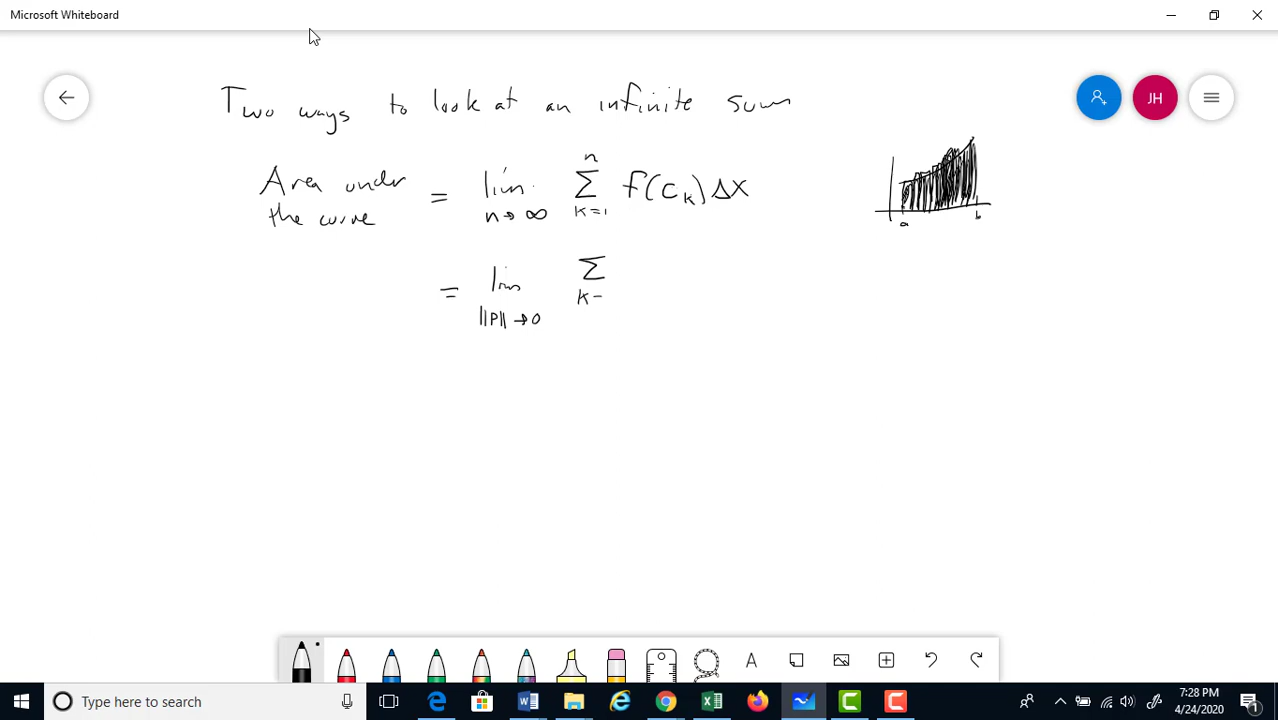 Microsoft Whiteboard
Two ways to look at an infinite sum
JH
Area under the curve = lim n→∞ n ∑ k=1 f(c_k) Δx
a b
= lim ‖P‖→0 ∑ k-
A
Type here to search
7:28 PM
4/24/2020
1